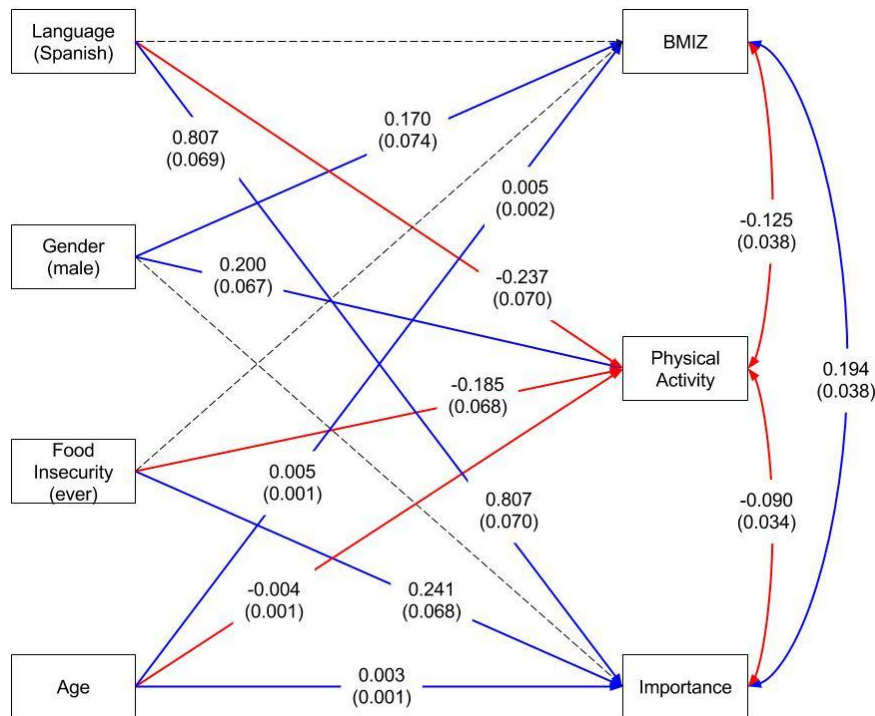 Language
(Spanish)
BMIZ
0.170
(0.074)
0.807
(0.069)
0.005
(0.002)
Gender
(male)
-0.125
(0.038)
0.200
(0.067)
-0.237
(0.070)
Physical
Activity
0.194
(0.038)
-0.185
(0.068)
Food
Insecurity
(ever)
0.005
(0.001)
0.807
(0.070)
-0.090
(0.034)
-0.004
(0.001)
0.241
(0.068)
Age
0.003
(0.001)
Importance